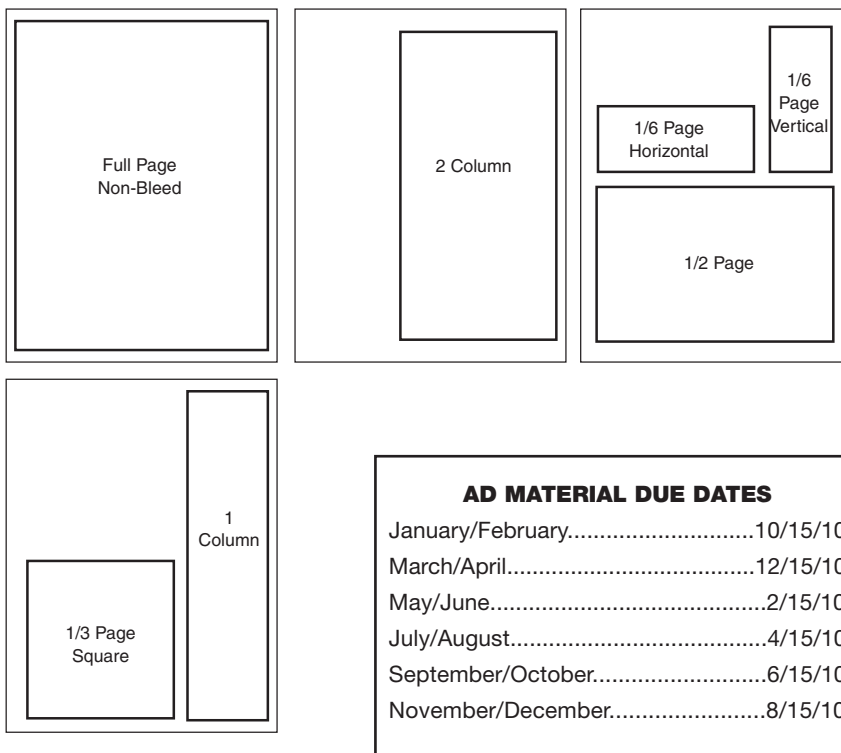 Full Page
Non-Bleed
2 Column
1/6 Page
Horizontal
1/6
Page
Vertical
1/2 Page
1
Column
1/3 Page
Square
AD MATERIAL DUE DATES
January/February.............................10/15/10
March/April.......................................12/15/10
May/June...........................................2/15/10
July/August........................................4/15/10
September/October...........................6/15/10
November/December........................8/15/10